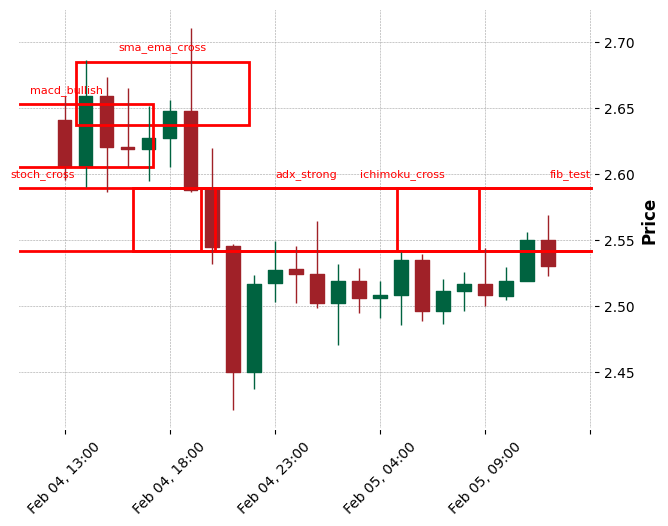 sma_ema_cross
macd_bullish
stoch_cross
adx_strong
ichimoku_cross
fib_test
2.70
2.65
2.60
2.55
2.50
2.45
Price
Feb 04, 13:00
Feb 04, 18:00
Feb 04, 23:00
Feb 05, 04:00
Feb 05, 09:00